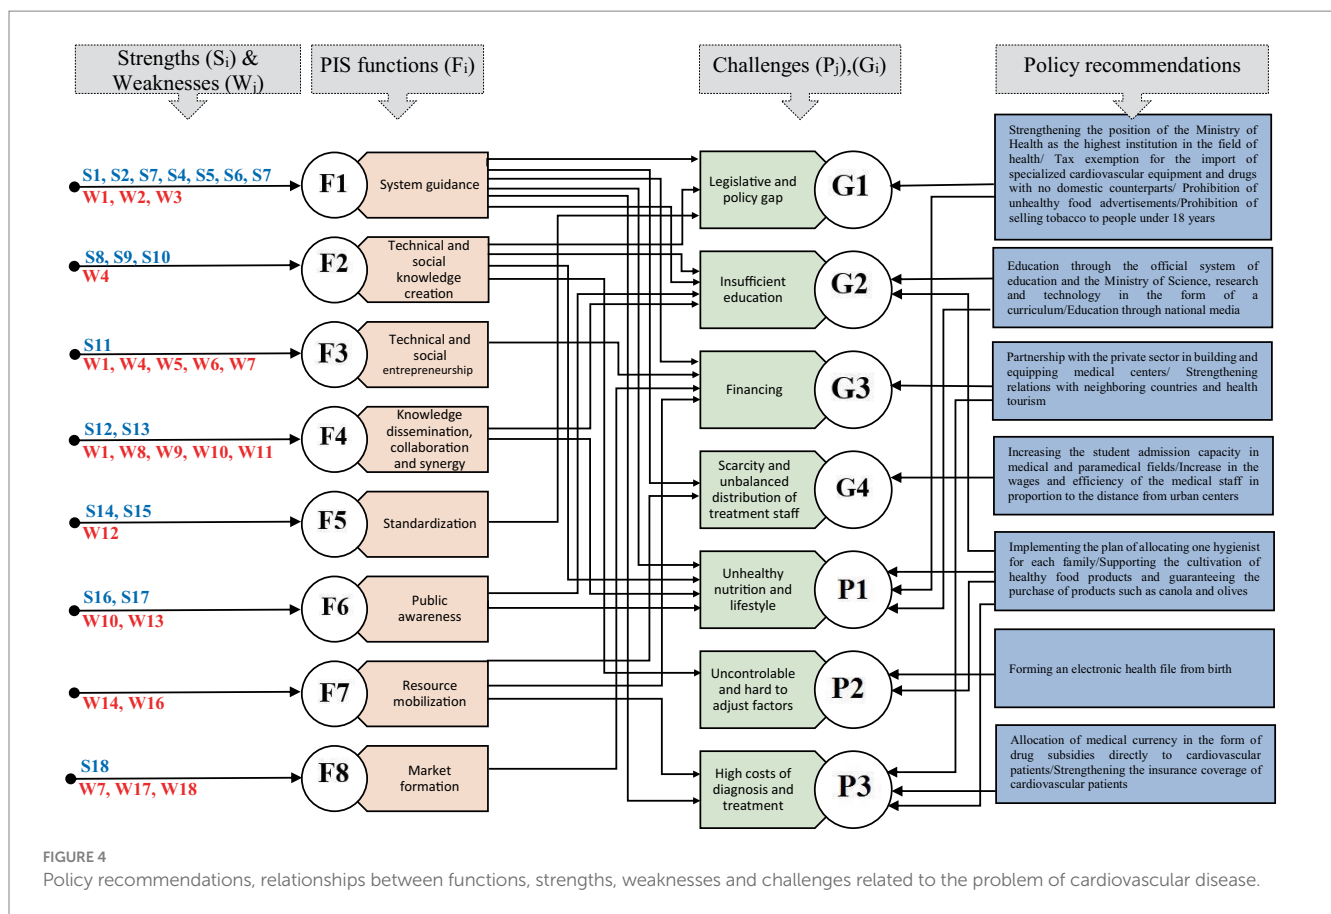 Strengths (Si) &
Weaknesses (Wi)
PIS functions (Fi)
Challenges (Pj),(Gi)
Policy recommendations
S1, S2, S7, S4, S5, S6, S7
W1, W2, W3
F1
System guidance
S8, S9, S10
W4
F2
Technical and
social
knowledge
creation
S11
W1, W4, W5, W6, W7
F3
Technical and
social
entrepreneurship
S12, S13
W1, W8, W9, W10, W11
F4
Knowledge
dissemination,
collaboration
and synergy
S14, S15
W12
F5
Standardization
S16, S17
W10, W13
F6
Public
awareness
W14, W16
F7
Resource
mobilization
S18
W7, W17, W18
F8
Market
formation
Legislative and
policy gap
G1
Insufficient
education
G2
Financing
G3
Scarcity and
unbalanced
distribution of
treatment staff
G4
Unhealthy
nutrition and
lifestyle
P1
Uncontrolable
and hard to
adjust factors
P2
High costs of
diagnosis and
treatment
P3
Strengthening the position of the Ministry of
Health as the highest institution in the field of
health/ Tax exemption for the import of
specialized cardiovascular equipment and drugs
with no domestic counterparts/ Prohibition of
unhealthy food advertisements/Prohibition of
selling tobacco to people under 18 years
Education through the official system of
education and the Ministry of Science, research
and technology in the form of a
curriculum/Education through national media
Partnership with the private sector in building and
equipping medical centers/ Strengthening
relations with neighboring countries and health
tourism
Increasing the student admission capacity in
medical and paramedical fields/Increase in the
wages and efficiency of the medical staff in
proportion to the distance from urban centers
Implementing the plan of allocating one hygienist
for each family/Supporting the cultivation of
healthy food products and guaranteeing the
purchase of products such as canola and olives
Forming an electronic health file from birth
Allocation of medical currency in the form of
drug subsidies directly to cardiovascular
patients/Strengthening the insurance coverage of
cardiovascular patients
FIGURE 4
Policy recommendations, relationships between functions, strengths, weaknesses and challenges related to the problem of cardiovascular disease.